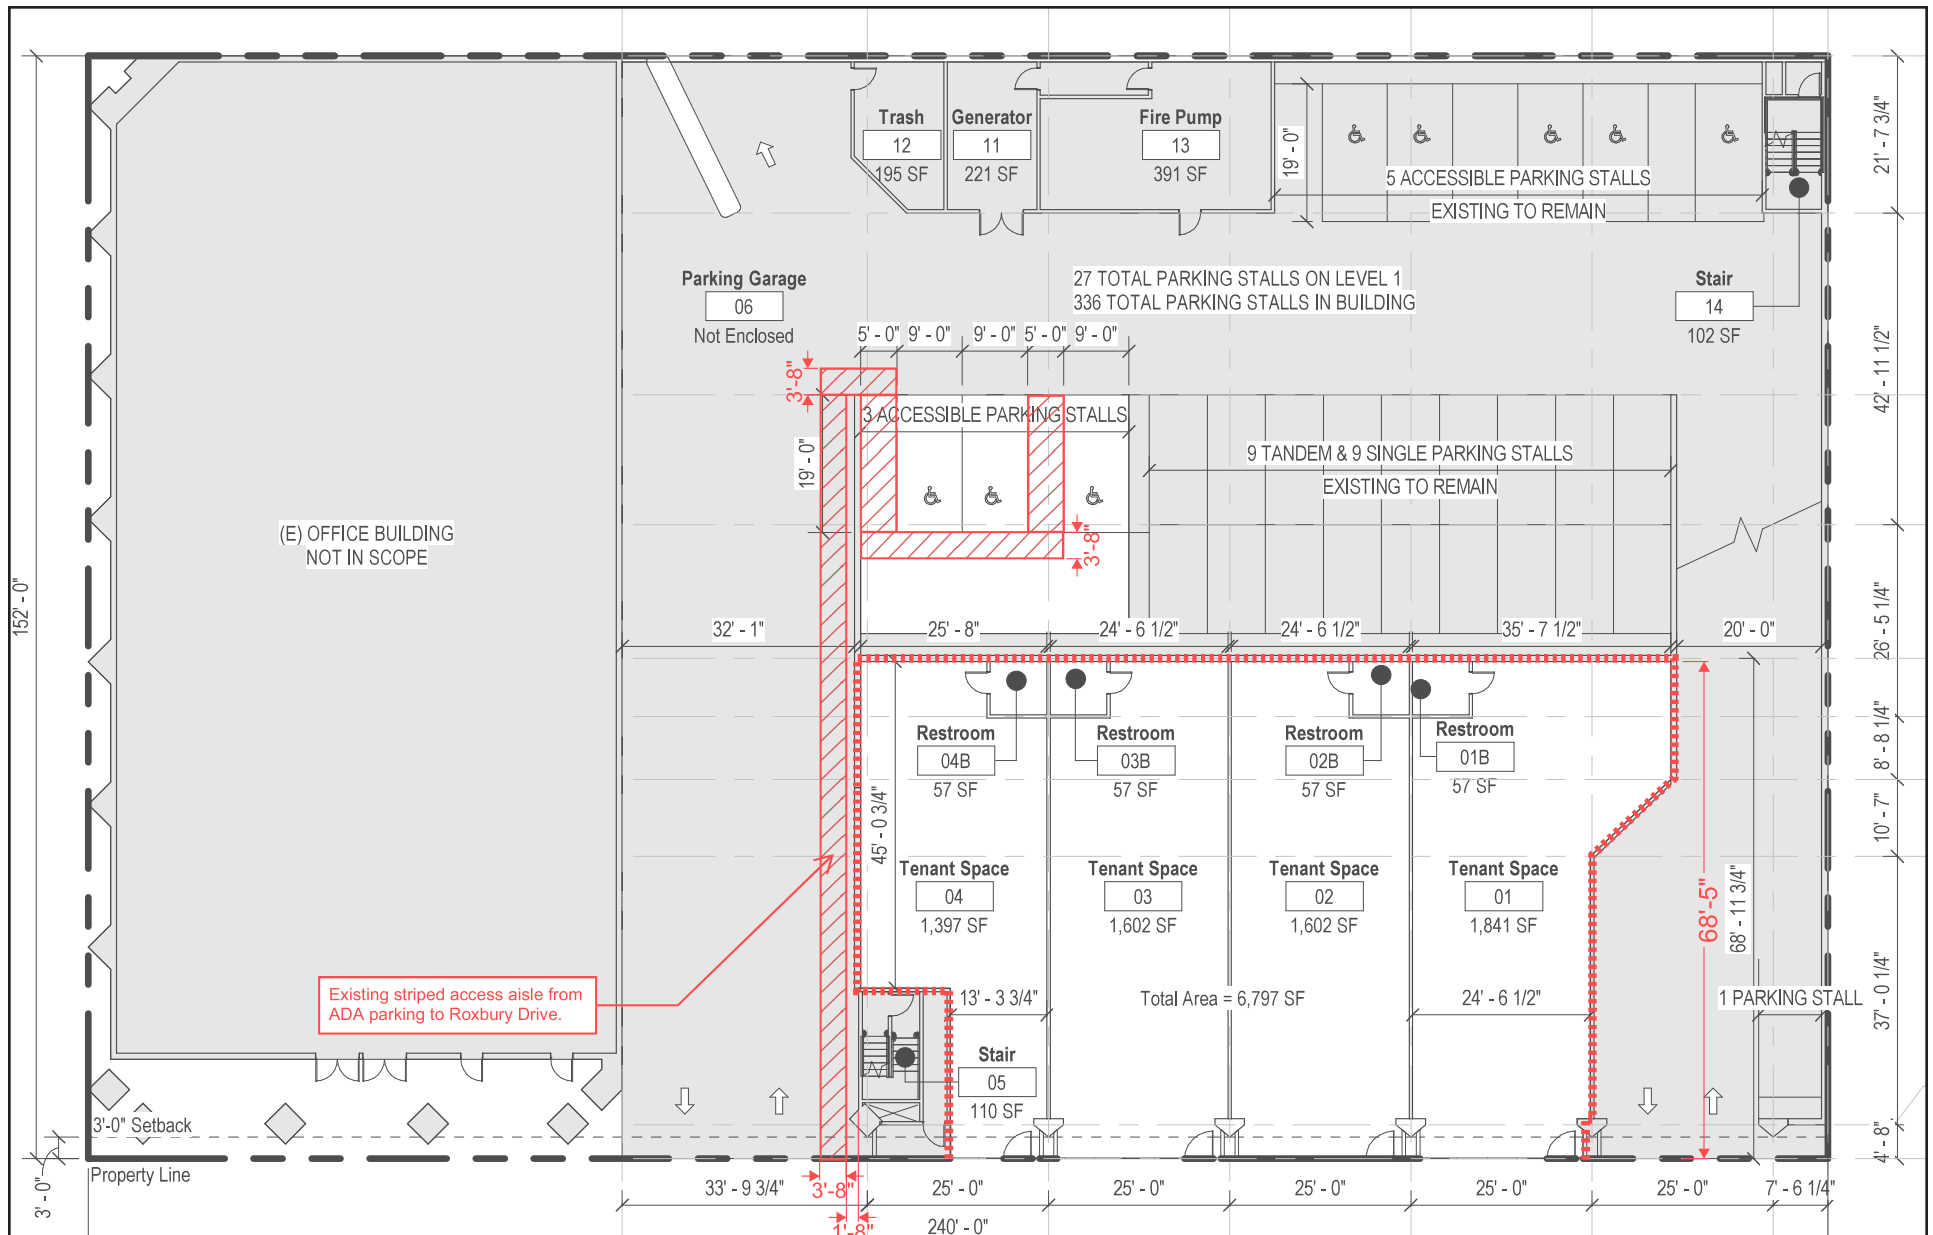 Trash
12
195 SF
Generator
11
221 SF
Fire Pump
13
391 SF
19' - 0"
5 ACCESSIBLE PARKING STALLS
EXISTING TO REMAIN
21' - 7 3/4"
Parking Garage
06
Not Enclosed
27 TOTAL PARKING STALLS ON LEVEL 1
336 TOTAL PARKING STALLS IN BUILDING
Stair
14
102 SF
5' - 0"
9' - 0"
9' - 0"
5' - 0"
9' - 0"
42' - 11 1/2"
3'-8"
3 ACCESSIBLE PARKING STALLS
19' - 0"
9 TANDEM & 9 SINGLE PARKING STALLS
EXISTING TO REMAIN
3'-8"
(E) OFFICE BUILDING
NOT IN SCOPE
152' - 0"
32' - 1"
25' - 8"
24' - 6 1/2"
24' - 6 1/2"
35' - 7 1/2"
20' - 0"
26' - 5 1/4"
Restroom
04B
57 SF
Restroom
03B
57 SF
Restroom
02B
57 SF
Restroom
01B
57 SF
8' - 8 1/4"
45' - 0 3/4"
10' - 7"
Tenant Space
04
1,397 SF
Tenant Space
03
1,602 SF
Tenant Space
02
1,602 SF
Tenant Space
01
1,841 SF
68'-5"
68' - 11 3/4"
Existing striped access aisle from
ADA parking to Roxbury Drive.
13' - 3 3/4"
Total Area = 6,797 SF
24' - 6 1/2"
1 PARKING STALL
37' - 0 1/4"
Stair
05
110 SF
3'-0" Setback
4' - 8"
Property Line
3' - 0"
33' - 9 3/4"
3'-8"
25' - 0"
25' - 0"
25' - 0"
25' - 0"
25' - 0"
7' - 6 1/4"
1'-8"
240' - 0"